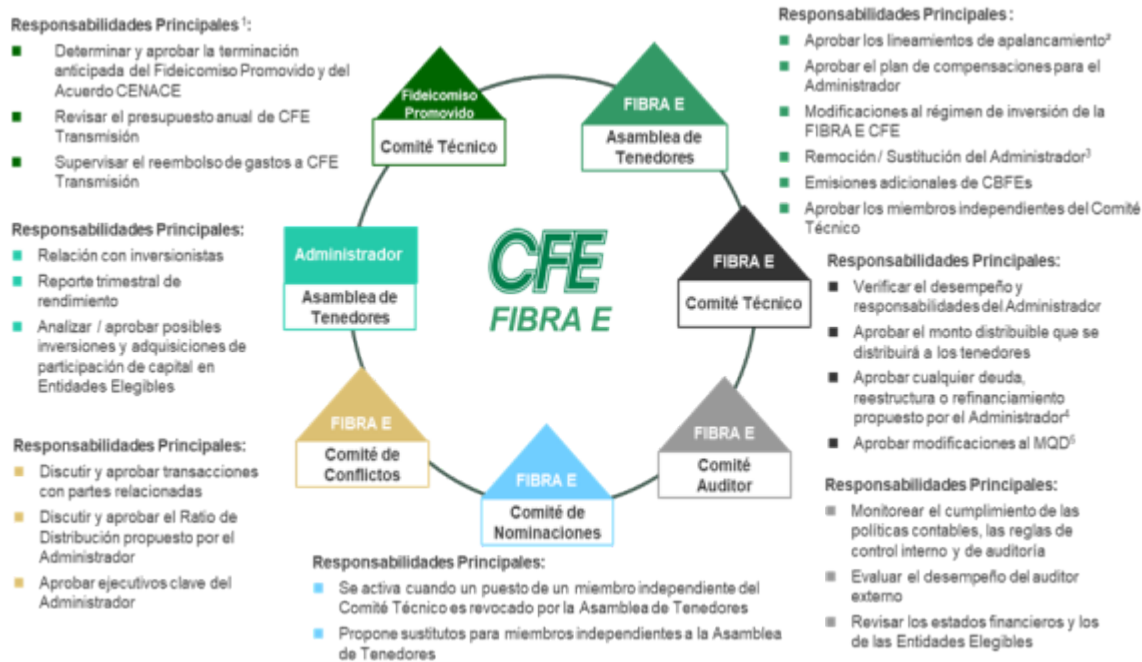 Responsabilidades Principales ¹:
Determinar y aprobar la terminación
anticipada del Fideicomiso Promovido y del
Acuerdo CENACE
Revisar el presupuesto anual de CFE
Transmisión
Supervisar el reembolso de gastos a CFE
Transmisión
Fideicomiso
Promovido
Comité Técnico
FIBRA E
Asamblea de
Tenedores
Responsabilidades Principales:
Aprobar los lineamientos de apalancamiento²
Aprobar el plan de compensaciones para el
Administrador
Modificaciones al régimen de inversión de la
FIBRA E CFE
Remoción / Sustitución del Administrador³
Emisiones adicionales de CBFEs
Aprobar los miembros independientes del Comité
Técnico
Responsabilidades Principales:
Relación con inversionistas
Reporte trimestral de
rendimiento
Analizar / aprobar posibles
inversiones y adquisiciones de
participación de capital en
Entidades Elegibles
Administrador
Asamblea de
Tenedores
CFE
FIBRA E
FIBRA E
Comité Técnico
Responsabilidades Principales:
Verificar el desempeño y
responsabilidades del Administrador
Aprobar el monto distribuible que se
distribuirá a los tenedores
Aprobar cualquier deuda,
reestructura o refinanciamiento
propuesto por el Administrador⁴
Aprobar modificaciones al MQD⁵
Responsabilidades Principales:
Discutir y aprobar transacciones
con partes relacionadas
Discutir y aprobar el Ratio de
Distribución propuesto por el
Administrador
Aprobar ejecutivos clave del
Administrador
FIBRA E
Comité de
Conflictos
FIBRA E
Comité de
Nominaciones
FIBRA E
Comité
Auditor
Responsabilidades Principales:
Se activa cuando un puesto de un miembro independiente del
Comité Técnico es revocado por la Asamblea de Tenedores
Propone sustitutos para miembros independientes a la Asamblea
de Tenedores
Responsabilidades Principales:
Monitorear el cumplimiento de las
políticas contables, las reglas de
control interno y de auditoría
Evaluar el desempeño del auditor
externo
Revisar los estados financieros y los
de las Entidades Elegibles